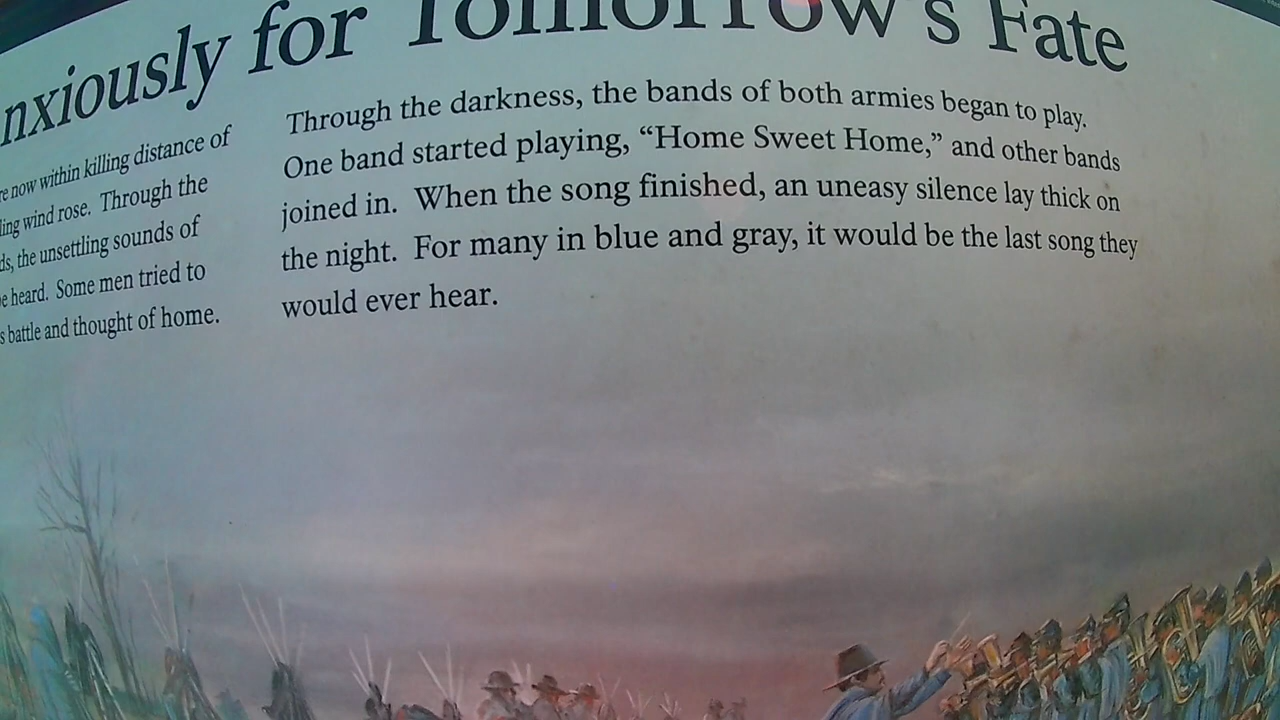 for Tomorrow's Fate
now within killing distance of
wind rose. Through the
the unsettling sounds of
heard. Some men tried to
battle and thought of home.
Through the darkness, the bands of both armies began to play.
One band started playing, “Home Sweet Home,” and other bands
joined in. When the song finished, an uneasy silence lay thick on
the night. For many in blue and gray, it would be the last song they
would ever hear.